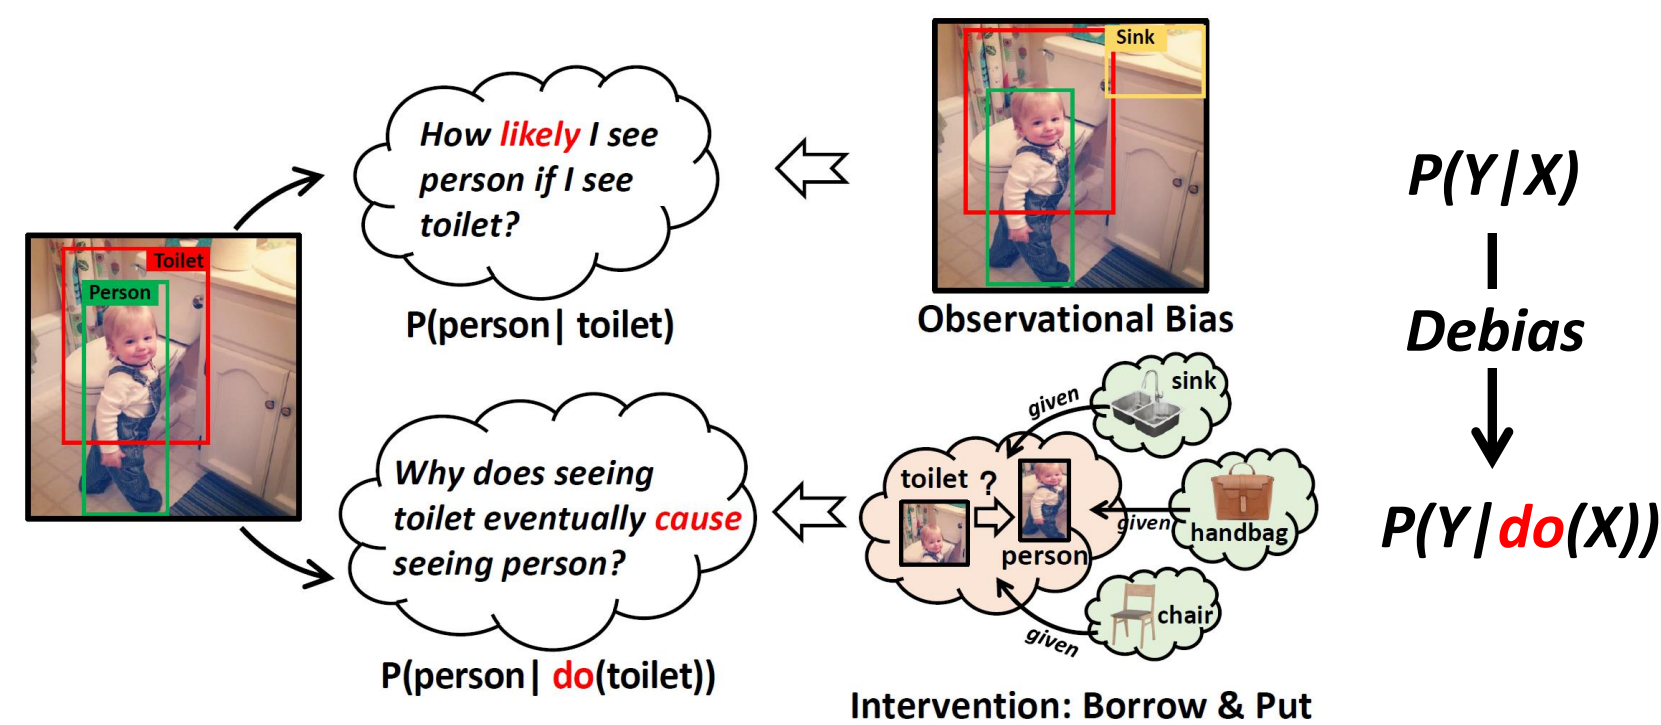 Toilet
Person
How likely I see
person if I see
toilet?
P(person| toilet)
Why does seeing
toilet eventually cause
seeing person?
P(person| do(toilet))
Sink
Observational Bias
sink
given
toilet
?
person
given
handbag
chair
given
Intervention: Borrow & Put
P(Y|X)
Debias
P(Y|do(X))